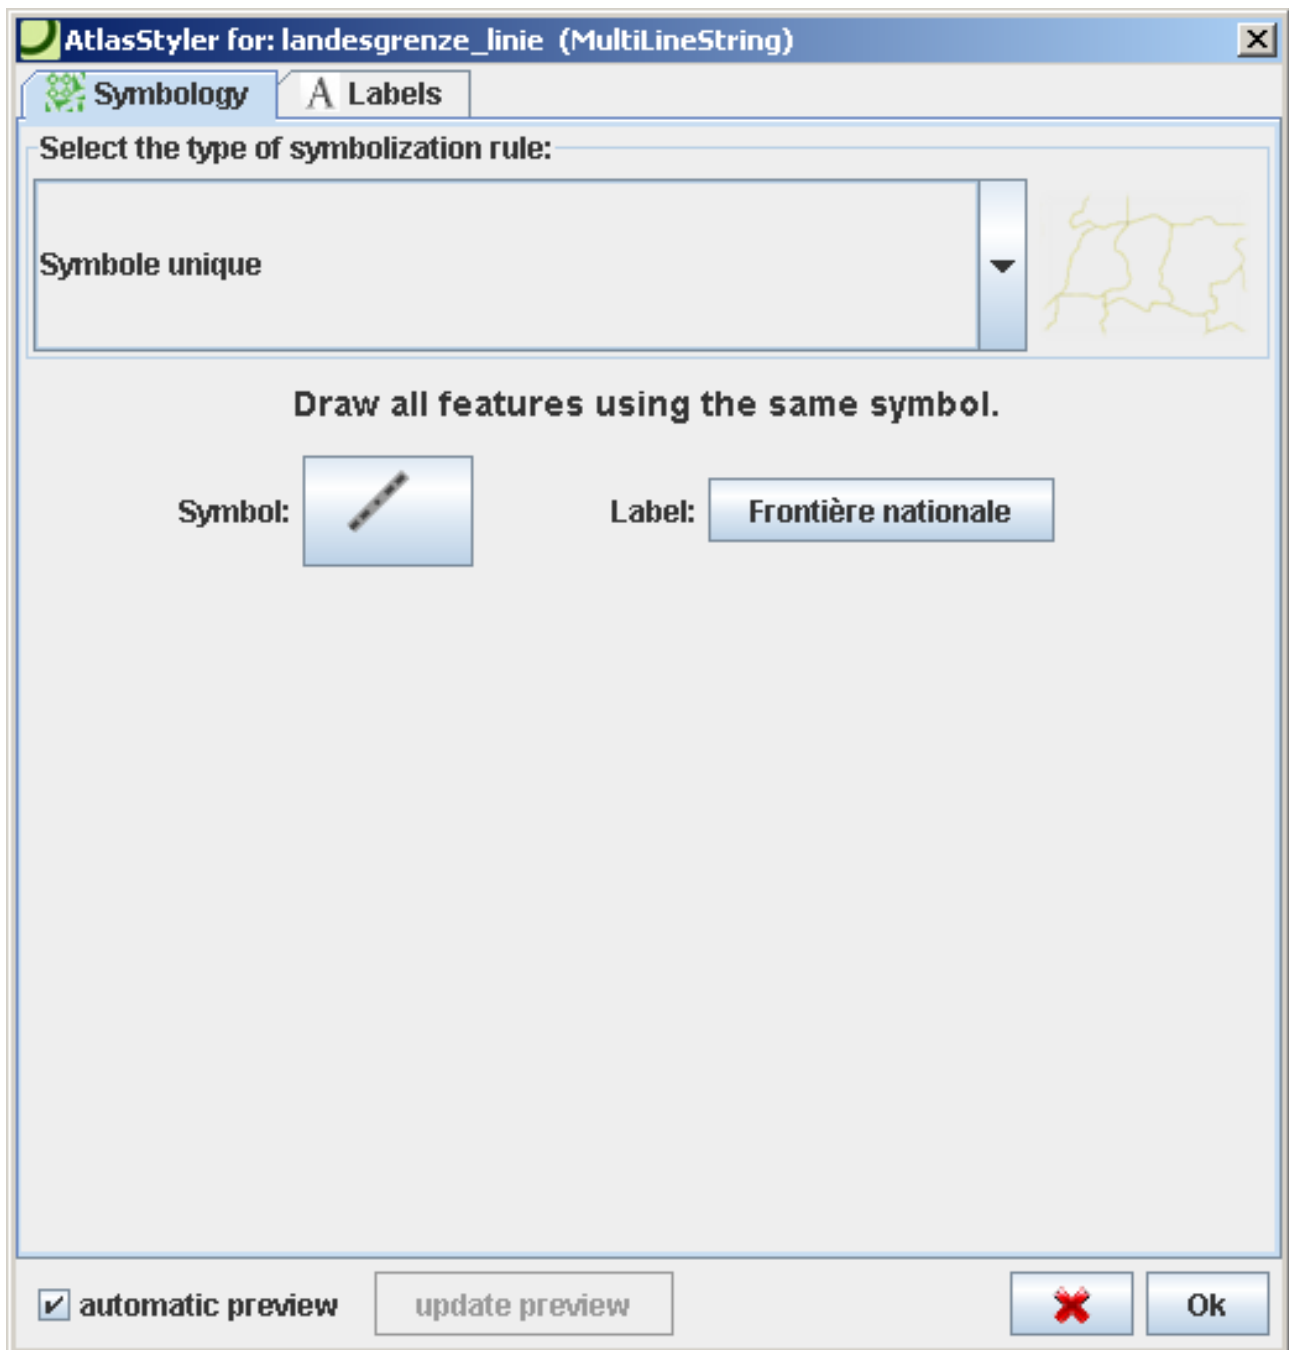 AtlasStyler for: landesgrenze_linie (MultiLineString)
Symbology
A Labels
Select the type of symbolization rule:
Symbole unique
Draw all features using the same symbol.
Symbol:
Label: Frontière nationale
automatic preview
update preview
Ok